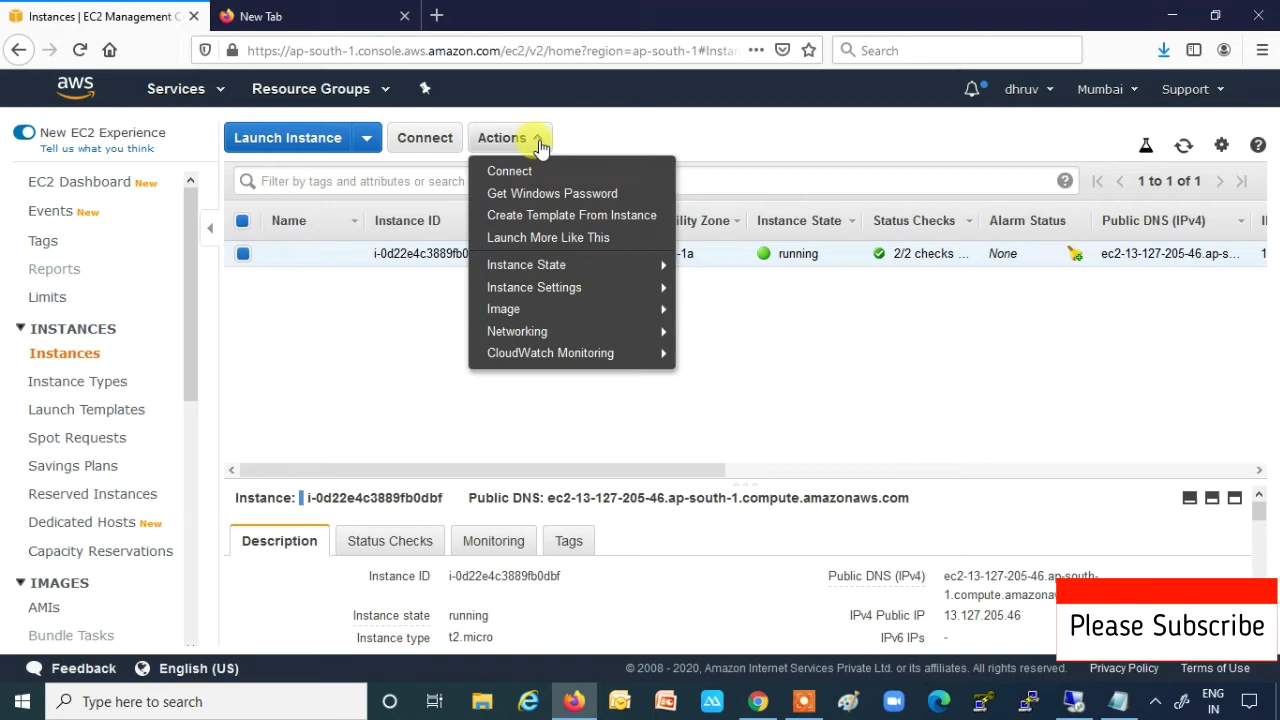 Instances | EC2 Management C
New Tab
https://ap-south-1.console.aws.amazon.com/ec2/v2/home?region=ap-south-1#Instan
Search
aws
Services
Resource Groups
dhruv
Mumbai
Support
New EC2 Experience
Tell us what you think
EC2 Dashboard New
Events New
Tags
Reports
Limits
INSTANCES
Instances
Instance Types
Launch Templates
Spot Requests
Savings Plans
Reserved Instances
Dedicated Hosts New
Capacity Reservations
IMAGES
AMIs
Bundle Tasks
Launch Instance
Connect
Actions
Connect
Get Windows Password
Create Template From Instance
Launch More Like This
Instance State
Instance Settings
Image
Networking
CloudWatch Monitoring
Filter by tags and attributes or search
1 to 1 of 1
Name Instance ID ility Zone Instance State Status Checks Alarm Status Public DNS (IPv4)
i-0d22e4c3889fb0 -1a running 2/2 checks ... None ec2-13-127-205-46.ap-s...
Instance: i-0d22e4c3889fb0dbf Public DNS: ec2-13-127-205-46.ap-south-1.compute.amazonaws.com
Description Status Checks Monitoring Tags
Instance ID i-0d22e4c3889fb0dbf
Instance state running
Instance type t2.micro
Public DNS (IPv4) ec2-13-127-205-46.ap-south-
1.compute.amazonaw
IPv4 Public IP 13.127.205.46
IPv6 IPs -
Please Subscribe
Feedback
English (US)
© 2008 - 2020, Amazon Internet Services Private Ltd. or its affiliates. All rights reserved.
Privacy Policy
Terms of Use
Type here to search
ENG
IN